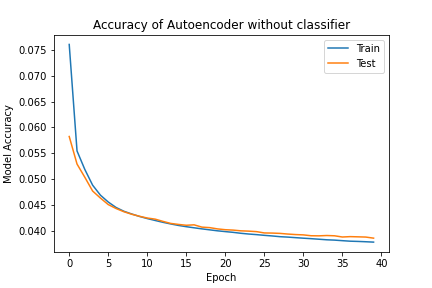 Accuracy of Autoencoder without classifier
Train
Test
0.075
0.070
0.065
0.060
0.055
0.050
0.045
0.040
Model Accuracy
0 5 10 15 20 25 30 35 40
Epoch